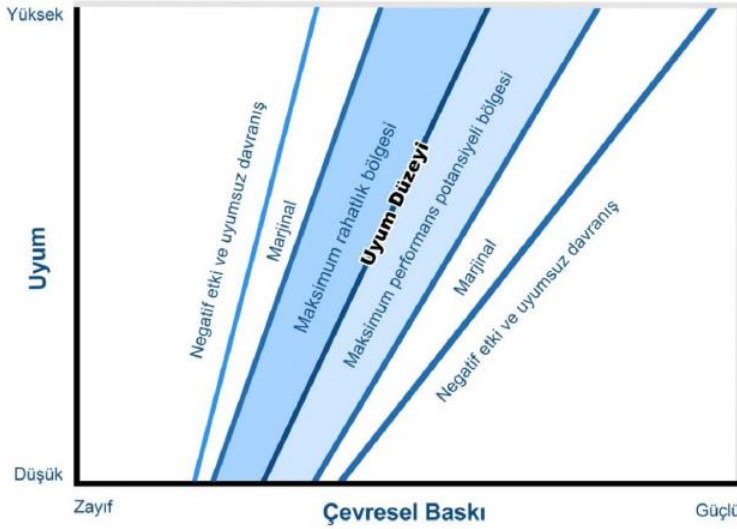 Yüksek
Uyum
Düşük
Negatif etki ve uyumsuz davranış
Marjinal
Maksimum rahatlık bölgesi
Uyum Düzeyi
Maksimum performans potansiyeli bölgesi
Marjinal
Negatif etki ve uyumsuz davranış
Zayıf
Çevresel Baskı
Güçlü